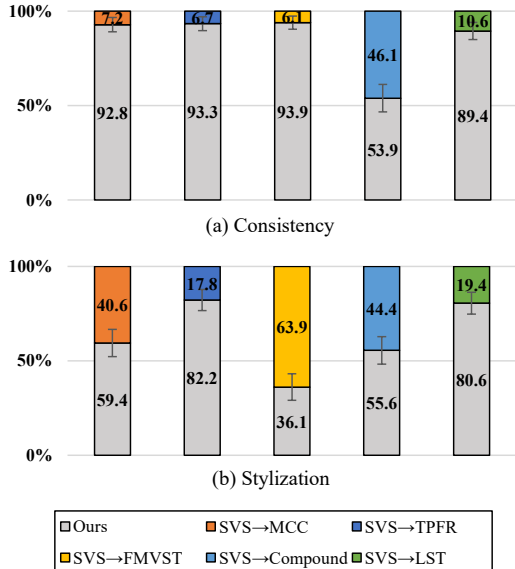 100%
7.2 6.7 6.1 46.1 10.6
50%
92.8 93.3 93.9 53.9 89.4
0%
(a) Consistency
100%
40.6 17.8 63.9 44.4 19.4
50%
59.4 82.2 36.1 55.6 80.6
0%
(b) Stylization
Ours SVS→MCC SVS→TPFR
SVS→FMVST SVS→Compound SVS→LST